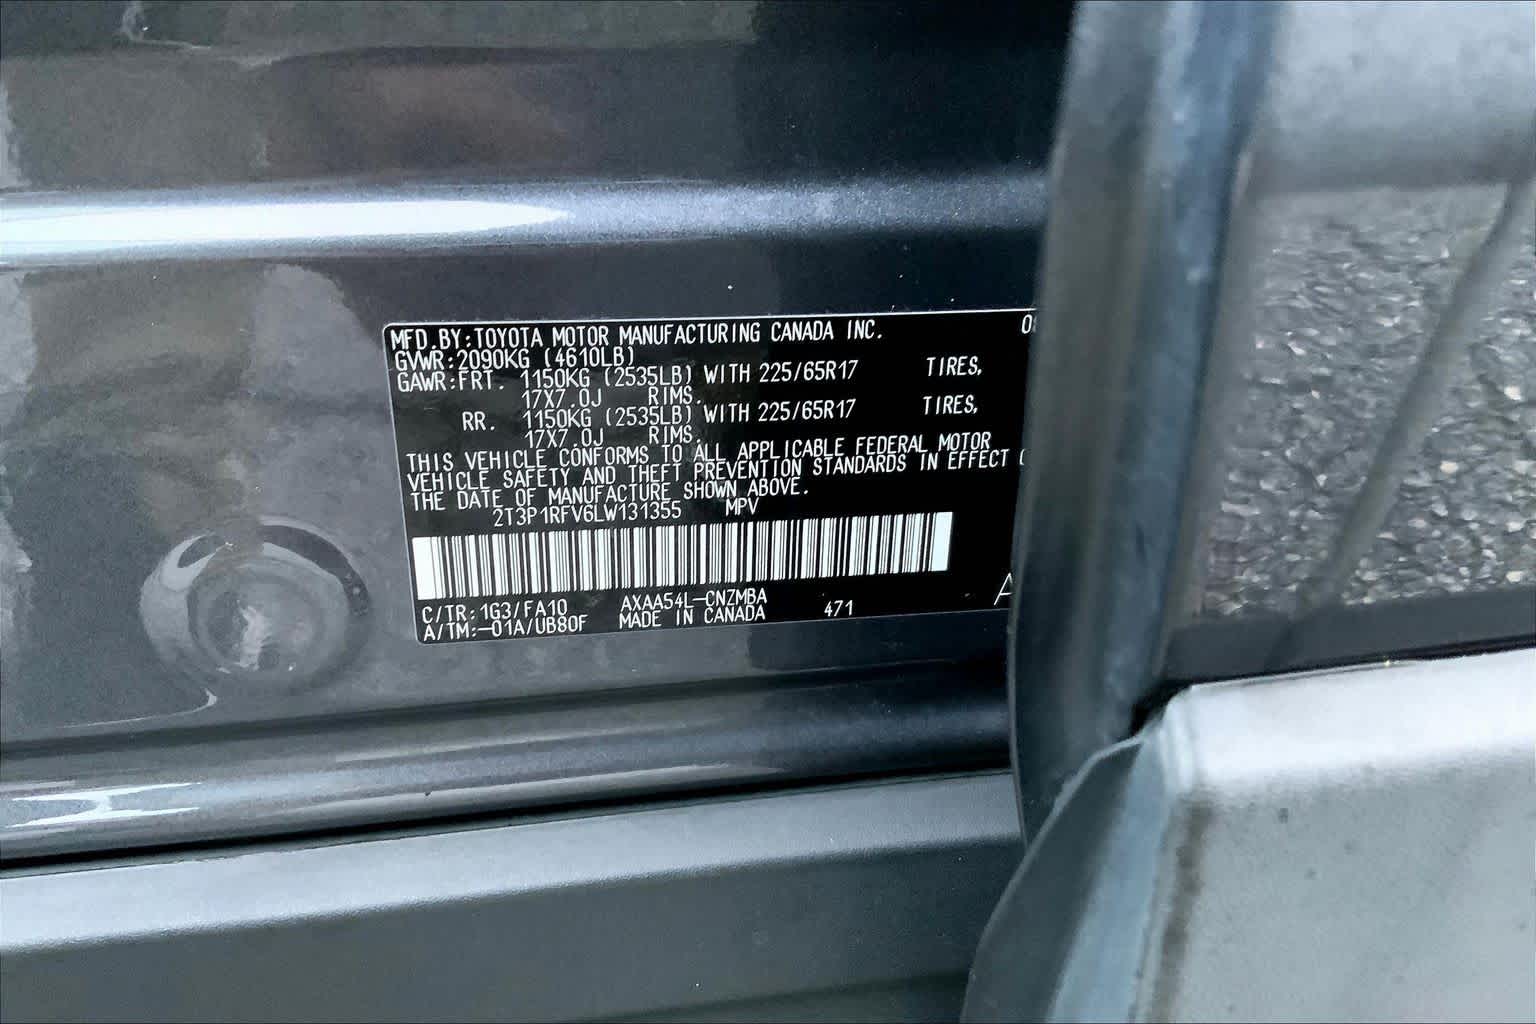 MFD.BY:TOYOTA MOTOR MANUFACTURING CANADA INC.
GVWR:2090KG (4610LB)
GAWR:FRT. 1150KG (2535LB) WITH 225/65R17 TIRES,
17X7.0J RIMS.
RR. 1150KG (2535LB) WITH 225/65R17 TIRES,
17X7.0J RIMS.
THIS VEHICLE CONFORMS TO ALL APPLICABLE FEDERAL MOTOR
VEHICLE SAFETY AND THEFT PREVENTION STANDARDS IN EFFECT
THE DATE OF MANUFACTURE SHOWN ABOVE.
2T3P1RFV6LW131355 MPV
C/TR:1G3/FA10 AXAA54L-CNZMBA 471
A/TM:-01A/UB80F MADE IN CANADA